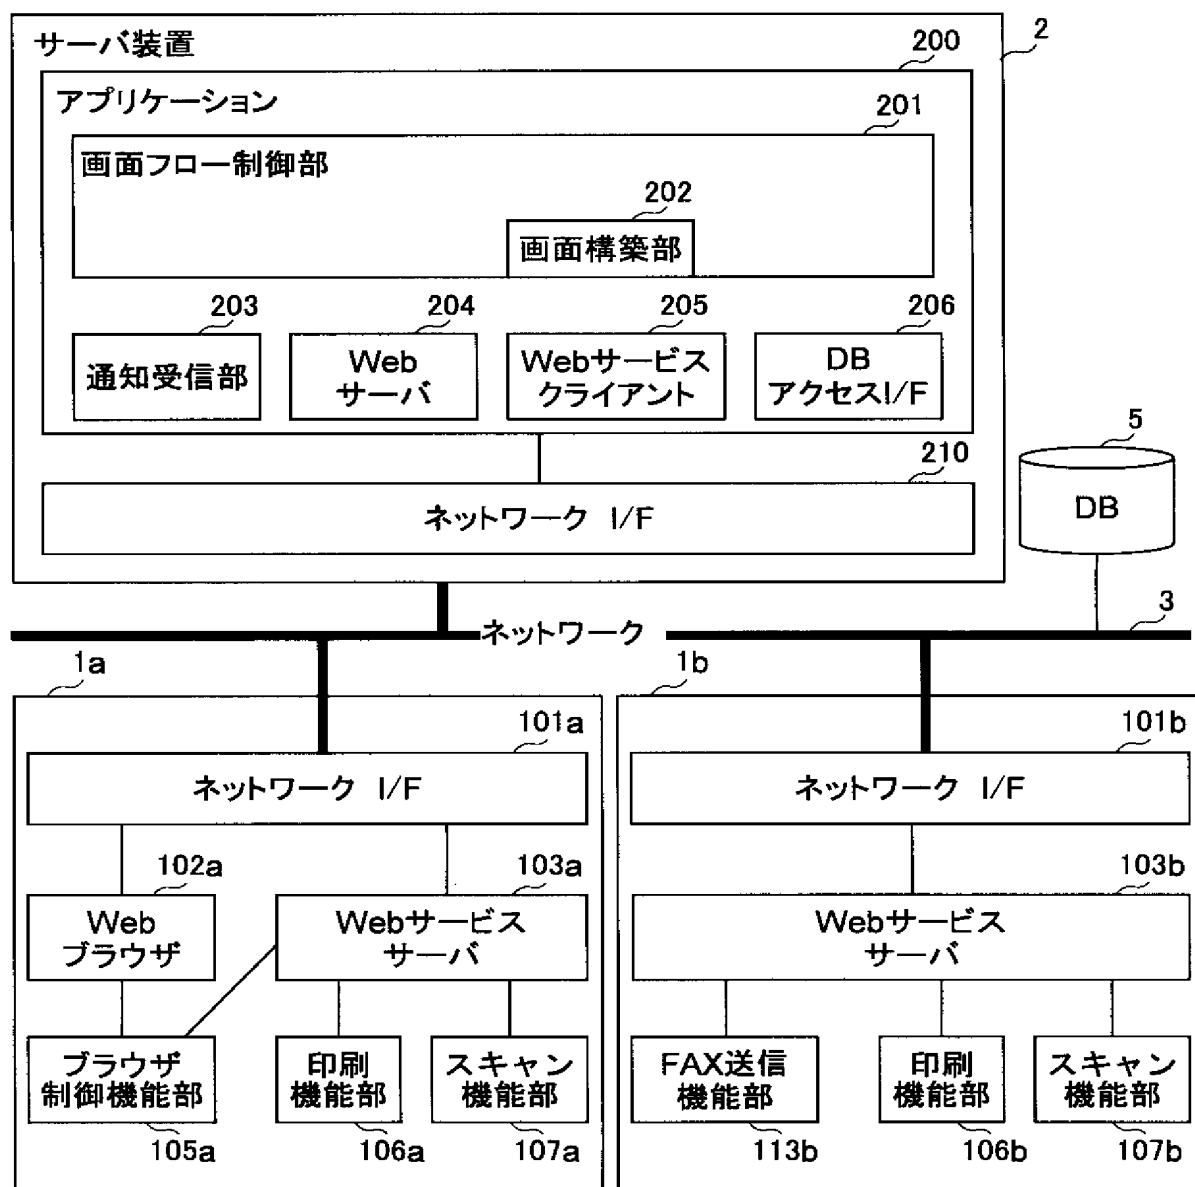 サーバ装置
2
200
アプリケーション
201
画面フロー制御部
202
画面構築部
203
204
205
206
通知受信部
Web
サーバ
Webサービス
クライアント
DB
アクセスI/F
210
ネットワーク I/F
5
DB
3
ネットワーク
1a
1b
101a
ネットワーク I/F
101b
ネットワーク I/F
102a
103a
103b
Web
ブラウザ
Webサービス
サーバ
Webサービス
サーバ
ブラウザ
制御機能部
印刷
機能部
スキャン
機能部
FAX送信
機能部
印刷
機能部
スキャン
機能部
105a
106a
107a
113b
106b
107b